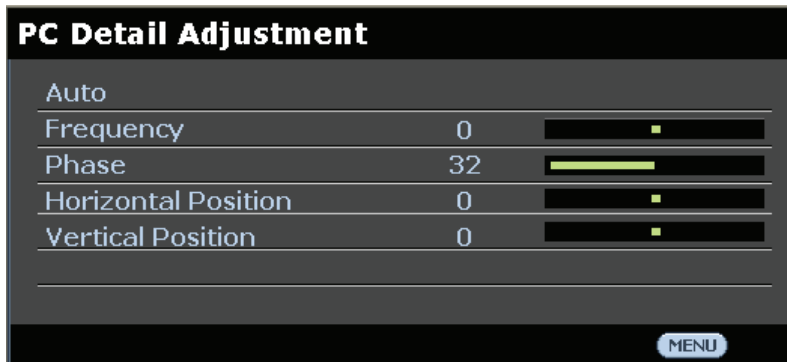 PC Detail Adjustment
Auto
Frequency 0
Phase 32
Horizontal Position 0
Vertical Position 0
MENU